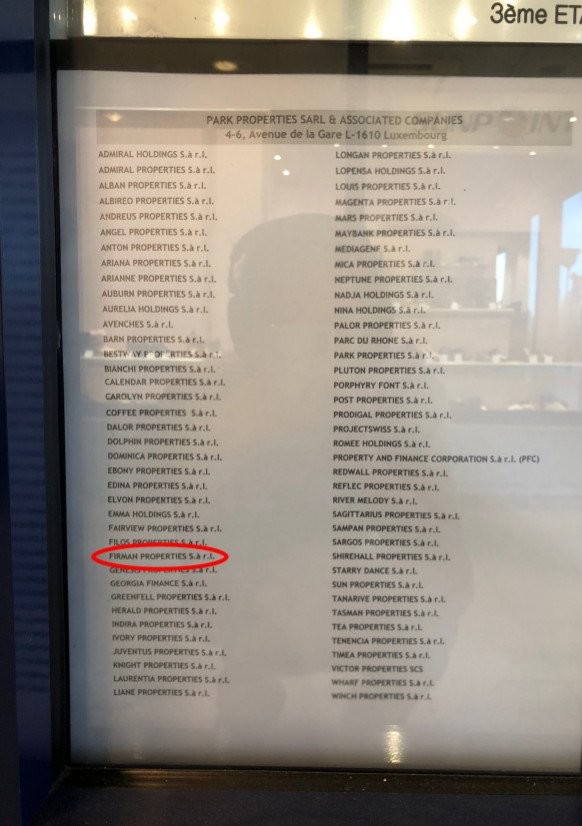 3ème ETA
PARK PROPERTIES SARL & ASSOCIATED COMPANIES
4-6, Avenue de la Gare L-1610 Luxembourg
ADMIRAL HOLDINGS S.à r.l.
ADMIRAL PROPERTIES S.à r.l.
ALBAN PROPERTIES S.à r.l.
ALBIREO PROPERTIES S.à r.l.
ANDREUS PROPERTIES S.à r.l.
ANGEL PROPERTIES S.à r.l.
ANTON PROPERTIES S.à r.l.
ARIANA PROPERTIES S.à r.l.
ARIANNE PROPERTIES S.à r.l.
AUBURN PROPERTIES S.à r.l.
AURELIA HOLDINGS S.à r.l.
AVENCHES S.à r.l.
BARN PROPERTIES S.à r.l.
BESTWAY PROPERTIES S.à r.l.
BIANCHI PROPERTIES S.à r.l.
CALENDAR PROPERTIES S.à r.l.
CAROLYN PROPERTIES S.à r.l.
COFFEE PROPERTIES S.à r.l.
DALOR PROPERTIES S.à r.l.
DOLPHIN PROPERTIES S.à r.l.
DOMINICA PROPERTIES S.à r.l.
EBONY PROPERTIES S.à r.l.
EDINA PROPERTIES S.à r.l.
ELVON PROPERTIES S.à r.l.
EMMA HOLDINGS S.à r.l.
FAIRVIEW PROPERTIES S.à r.l.
FILOS PROPERTIES S.à r.l.
FIRMAN PROPERTIES S.à r.l.
GENESIS PROPERTIES S.à r.l.
GEORGIA FINANCE S.à r.l.
GREENFELL PROPERTIES S.à r.l.
HERALD PROPERTIES S.à r.l.
INDIRA PROPERTIES S.à r.l.
IVORY PROPERTIES S.à r.l.
JUVENTUS PROPERTIES S.à r.l.
KNIGHT PROPERTIES S.à r.l.
LAURENTIA PROPERTIES S.à r.l.
LIANE PROPERTIES S.à r.l.
LONGAN PROPERTIES S.à r.l.
LOPENSA HOLDINGS S.à r.l.
LOUIS PROPERTIES S.à r.l.
MAGENTA PROPERTIES S.à r.l.
MARS PROPERTIES S.à r.l.
MAYBANK PROPERTIES S.à r.l.
MEDIAGENF S.à r.l.
MICA PROPERTIES S.à r.l.
NEPTUNE PROPERTIES S.à r.l.
NADJA HOLDINGS S.à r.l.
NINA HOLDINGS S.à r.l.
PALOR PROPERTIES S.à r.l.
PARC DU RHONE S.à r.l.
PARK PROPERTIES S.à r.l.
PLUTON PROPERTIES S.à r.l.
PORPHYRY FONT S.à r.l.
POST PROPERTIES S.à r.l.
PRODIGAL PROPERTIES S.à r.l.
PROJECTSWISS S.à r.l.
ROMEE HOLDINGS S.à r.l.
PROPERTY AND FINANCE CORPORATION S.à r.l. (PFC)
REDWALL PROPERTIES S.à r.l.
REFLEC PROPERTIES S.à r.l.
RIVER MELODY S.à r.l.
SAGITTARIUS PROPERTIES S.à r.l.
SAMPAN PROPERTIES S.à r.l.
SARGOS PROPERTIES S.à r.l.
SHIREHALL PROPERTIES S.à r.l.
STARRY DANCE S.à r.l.
SUN PROPERTIES S.à r.l.
TANARIVE PROPERTIES S.à r.l.
TASMAN PROPERTIES S.à r.l.
TEA PROPERTIES S.à r.l.
TENENCIA PROPERTIES S.à r.l.
TIMEA PROPERTIES S.à r.l.
VICTOR PROPERTIES SCS
WHARF PROPERTIES S.à r.l.
WINCH PROPERTIES S.à r.l.